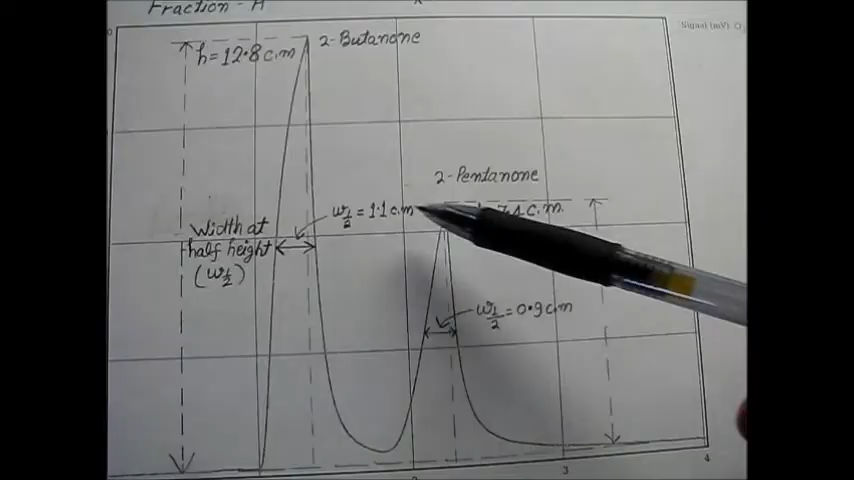 Fraction - A
Signal (mV)
2-Butanone
h=12.8 c.m
2-Pentanone
w½ = 1.1 c.m
c.m.
Width at
half height
(w½)
w½ = 0.9 c.m
3
4